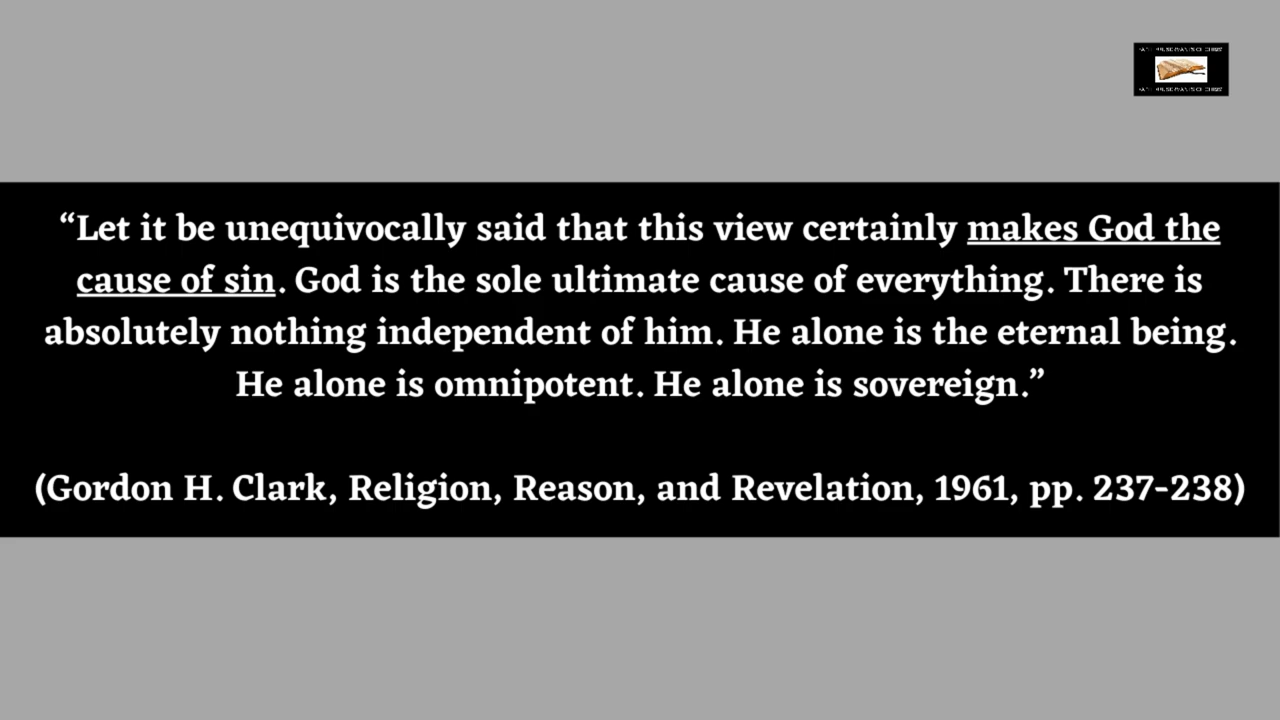 “Let it be unequivocally said that this view certainly makes God the
cause of sin. God is the sole ultimate cause of everything. There is
absolutely nothing independent of him. He alone is the eternal being.
He alone is omnipotent. He alone is sovereign.”
(Gordon H. Clark, Religion, Reason, and Revelation, 1961, pp. 237-238)